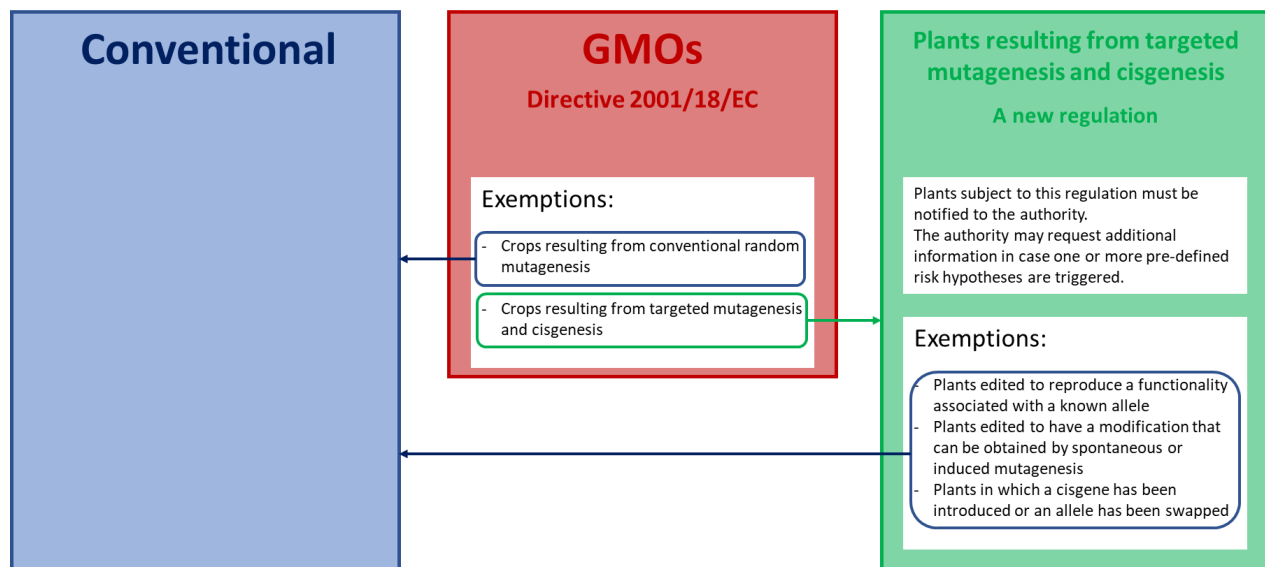 Conventional
GMOs
Directive 2001/18/EC
Exemptions:
- Crops resulting from conventional random
mutagenesis
- Crops resulting from targeted mutagenesis
and cisgenesis
Plants resulting from targeted
mutagenesis and cisgenesis
A new regulation
Plants subject to this regulation must be
notified to the authority.
The authority may request additional
information in case one or more pre-defined
risk hypotheses are triggered.
Exemptions:
- Plants edited to reproduce a functionality
associated with a known allele
- Plants edited to have a modification that
can be obtained by spontaneous or
induced mutagenesis
- Plants in which a cisgene has been
introduced or an allele has been swapped